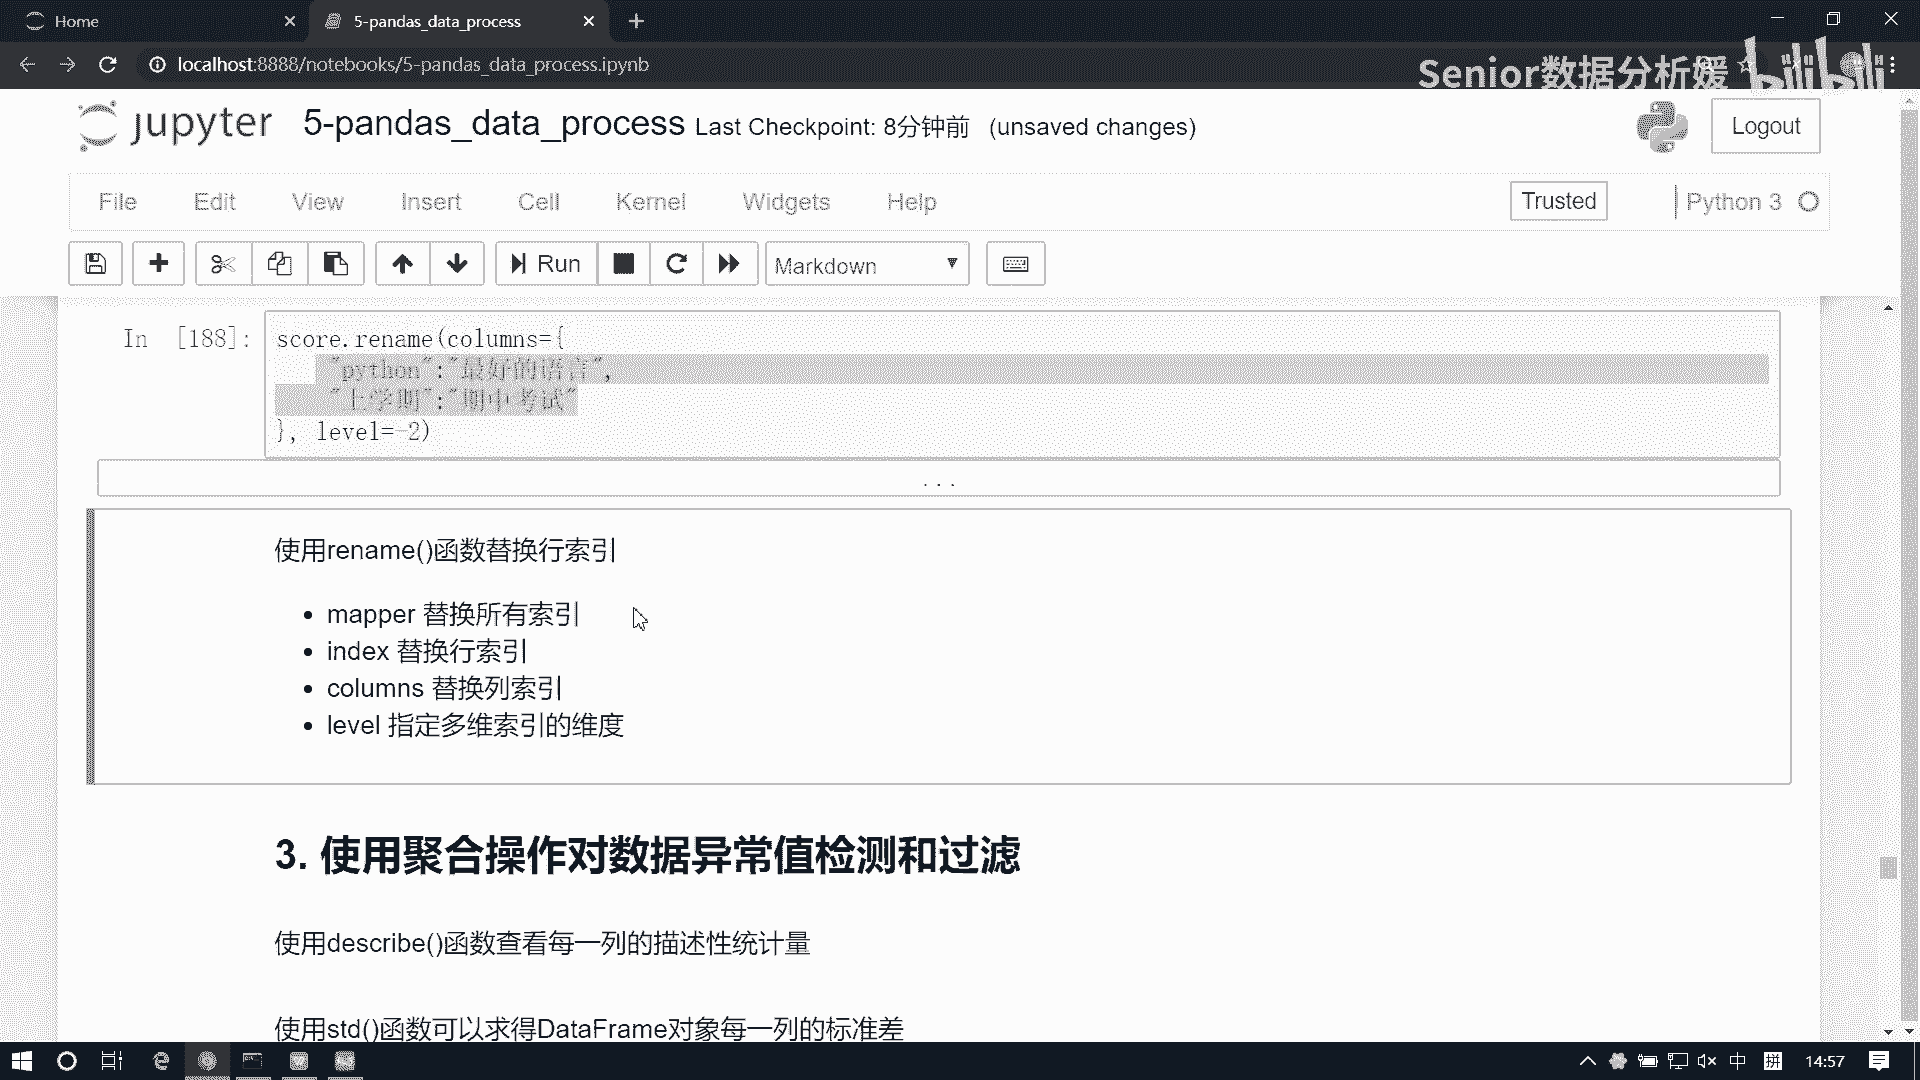 Home
5-pandas_data_process
localhost:8888/notebooks/5-pandas_data_process.ipynb
Senior数据分析媛
bilibili
jupyter
5-pandas_data_process Last Checkpoint: 8分钟前 (unsaved changes)
Logout
File Edit View Insert Cell Kernel Widgets Help
Trusted
Python 3
Run
Markdown
In [188]: score.rename(columns={
"python":"最好的语言",
"上学期":"期中考试"
}, level=-2)
...
使用rename()函数替换行索引
• mapper 替换所有索引
• index 替换行索引
• columns 替换列索引
• level 指定多维索引的维度
3. 使用聚合操作对数据异常值检测和过滤
使用describe()函数查看每一列的描述性统计量
使用std()函数可以求得DataFrame对象每一列的标准差
中
拼
14:57